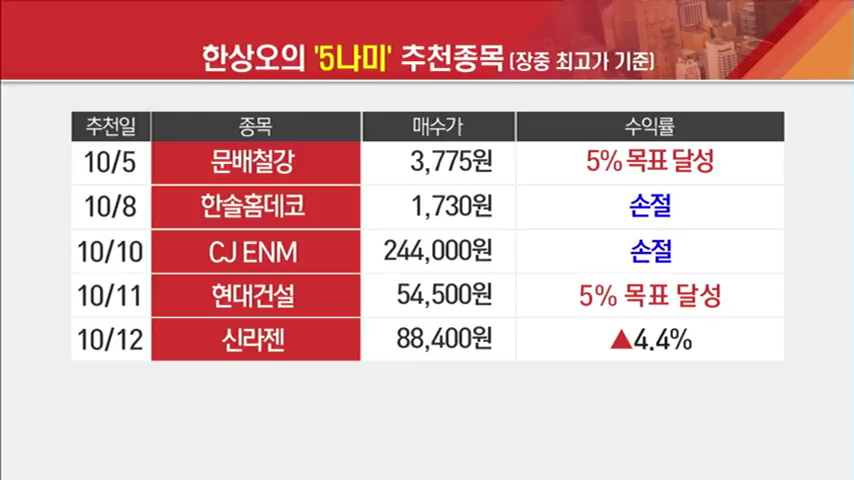 한상오의 '5나미' 추천종목 (장중 최고가 기준)
추천일 종목 매수가 수익률
10/5 문배철강 3,775원 5% 목표 달성
10/8 한솔홈데코 1,730원 손절
10/10 CJ ENM 244,000원 손절
10/11 현대건설 54,500원 5% 목표 달성
10/12 신라젠 88,400원 ▲4.4%